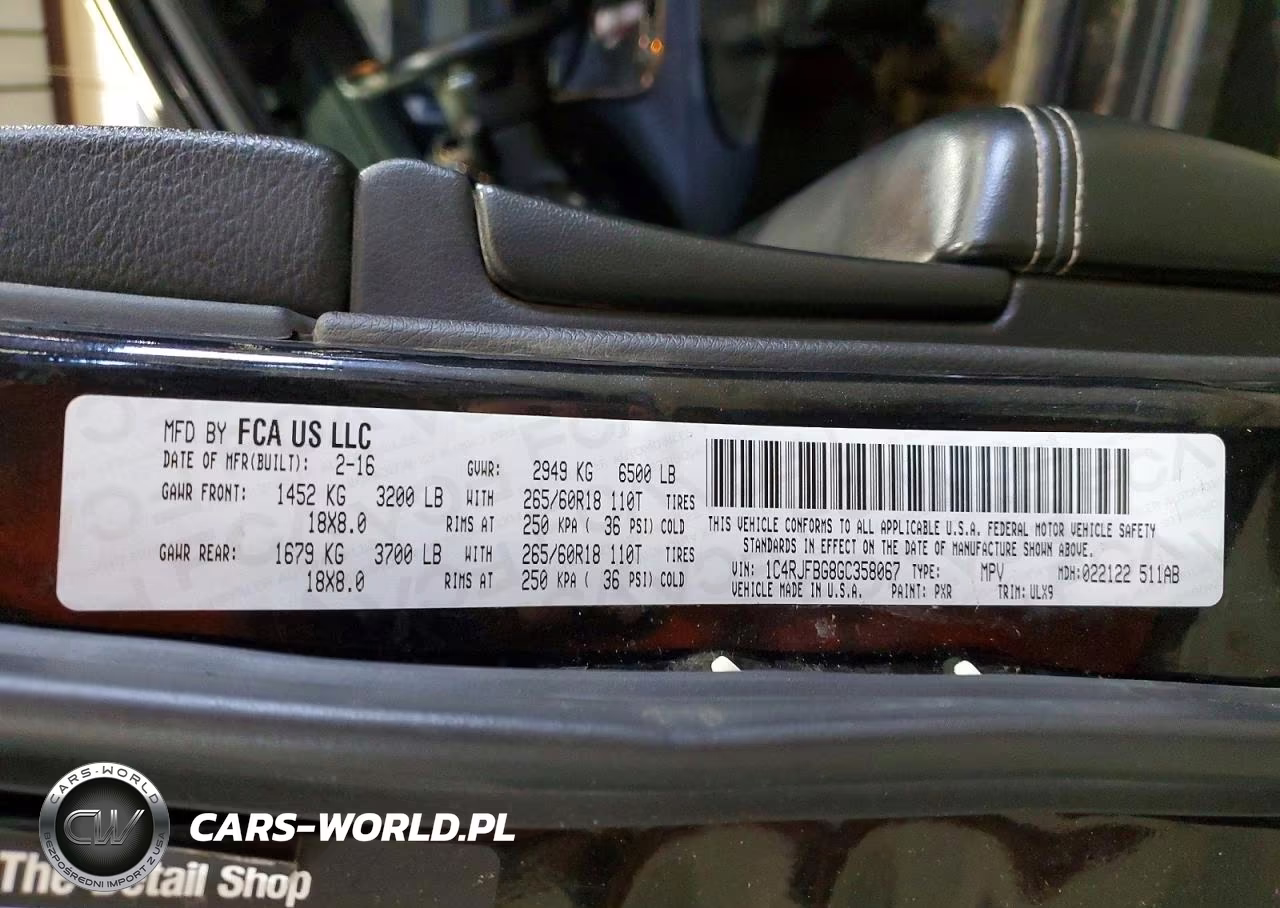 MFD BY FCA US LLC
DATE OF MFR(BUILT): 2-16 GVWR: 2949 KG 6500 LB
GAWR FRONT: 1452 KG 3200 LB WITH 265/60R18 110T TIRES
18X8.0 RIMS AT 250 KPA ( 36 PSI) COLD
GAWR REAR: 1679 KG 3700 LB WITH 265/60R18 110T TIRES
18X8.0 RIMS AT 250 KPA ( 36 PSI) COLD
THIS VEHICLE CONFORMS TO ALL APPLICABLE U.S.A. FEDERAL MOTOR VEHICLE SAFETY
STANDARDS IN EFFECT ON THE DATE OF MANUFACTURE SHOWN ABOVE.
VIN: 1C4RJFBG8GC358067 TYPE: MPV MDH:022122 511AB
VEHICLE MADE IN U.S.A. PAINT: PXR TRIM: ULX9
CARS-WORLD
CW
BEZPOŚREDNI IMPORT Z USA
CARS-WORLD.PL
The Detail Shop